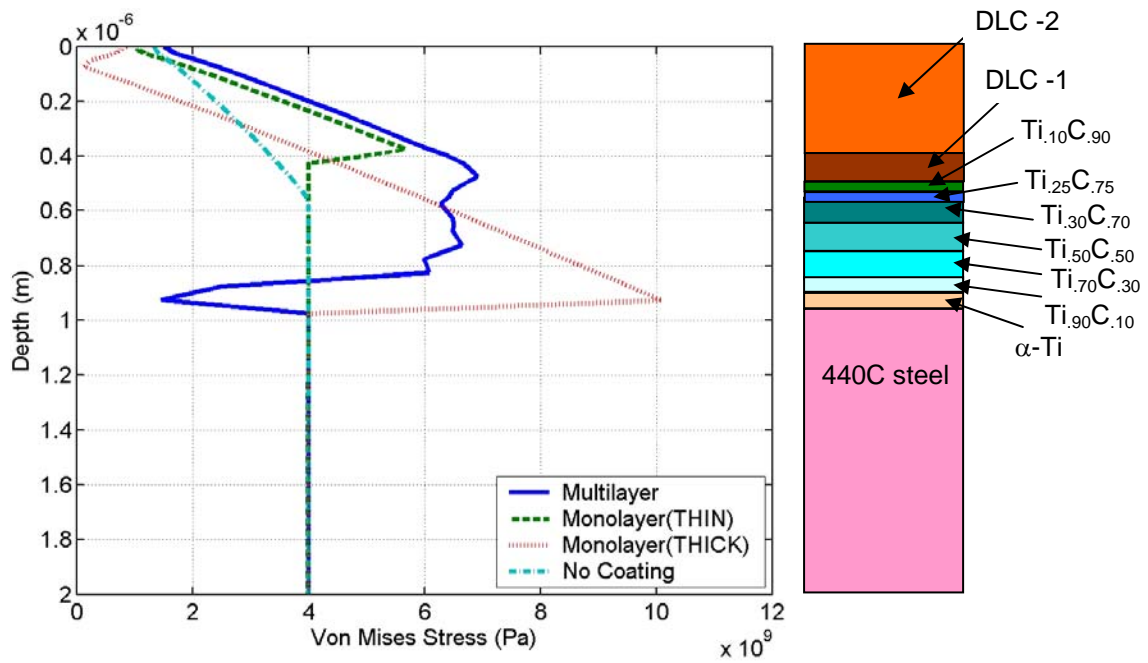 x 10⁻⁶
0
0.2
0.4
0.6
0.8
1
1.2
1.4
1.6
1.8
2
Depth (m)
0 2 4 6 8 10 12
Von Mises Stress (Pa)
x 10⁹
Multilayer
Monolayer(THIN)
Monolayer(THICK)
No Coating
DLC -2
DLC -1
Ti.10C.90
Ti.25C.75
Ti.30C.70
Ti.50C.50
Ti.70C.30
Ti.90C.10
α-Ti
440C steel